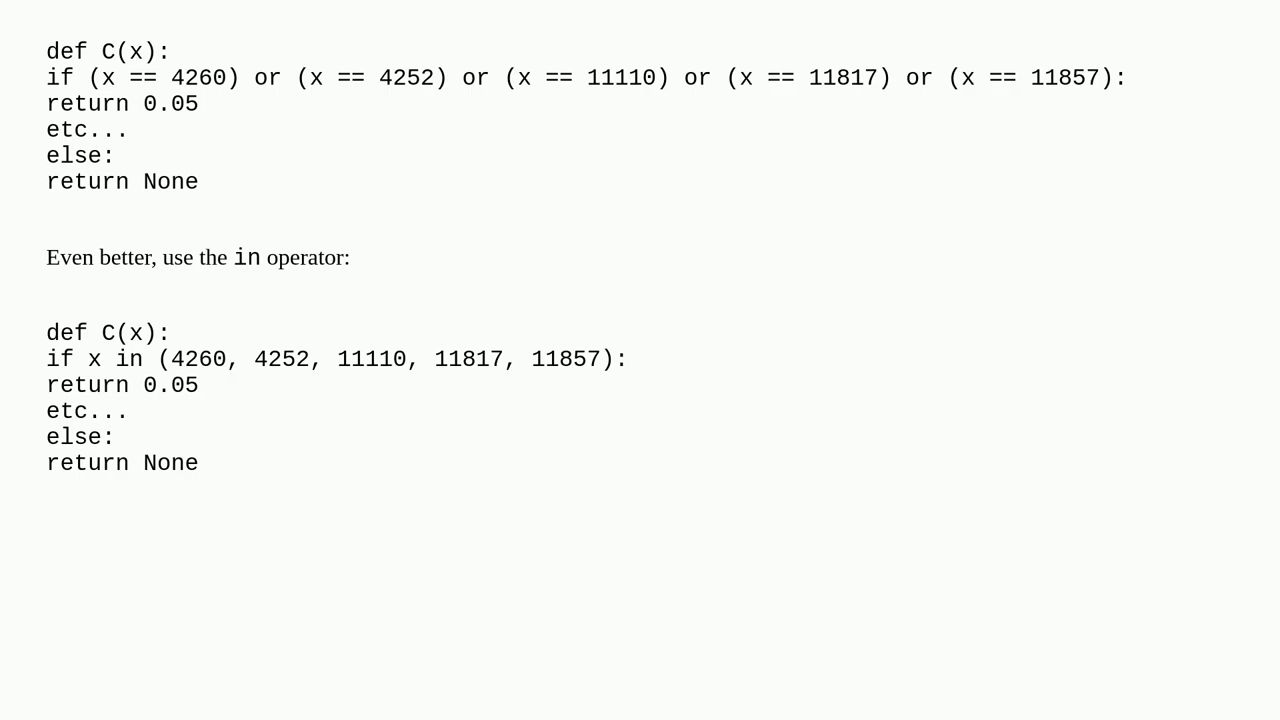 def C(x):
if (x == 4260) or (x == 4252) or (x == 11110) or (x == 11817) or (x == 11857):
return 0.05
etc...
else:
return None
Even better, use the in operator:
def C(x):
if x in (4260, 4252, 11110, 11817, 11857):
return 0.05
etc...
else:
return None